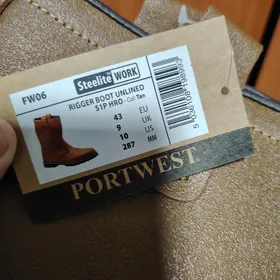 Steelite WORK
FW06
RIGGER BOOT UNLINED
S1P HRO - Col: Tan
43 EU
9 UK
10 US
287 MM
PORTWEST